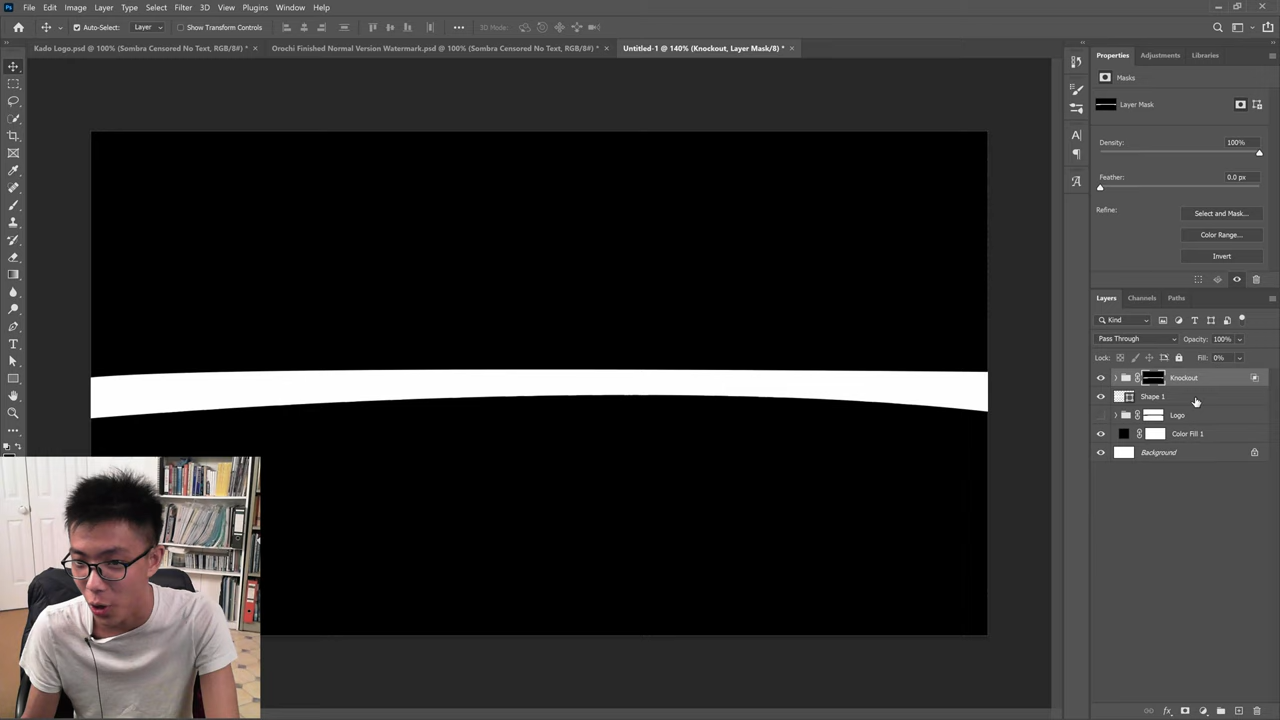 Ps File Edit Image Layer Type Select Filter 3D View Plugins Window Help
Auto-Select: Layer Show Transform Controls 3D Mode:
Kado Logo.psd @ 100% (Sombra Censored No Text, RGB/8#) * × Orochi Finished Normal Version Watermark.psd @ 100% (Sombra Censored No Text, RGB/8#) * × Untitled-1 @ 140% (Knockout, Layer Mask/8) * ×
Properties Adjustments Libraries
Masks
Layer Mask
Density: 100%
Feather: 0.0 px
Refine: Select and Mask...
Color Range...
Invert
Layers Channels Paths
Kind
Pass Through Opacity: 100%
Lock: Fill: 0%
Knockout
Shape 1
Logo
Color Fill 1
Background
fx